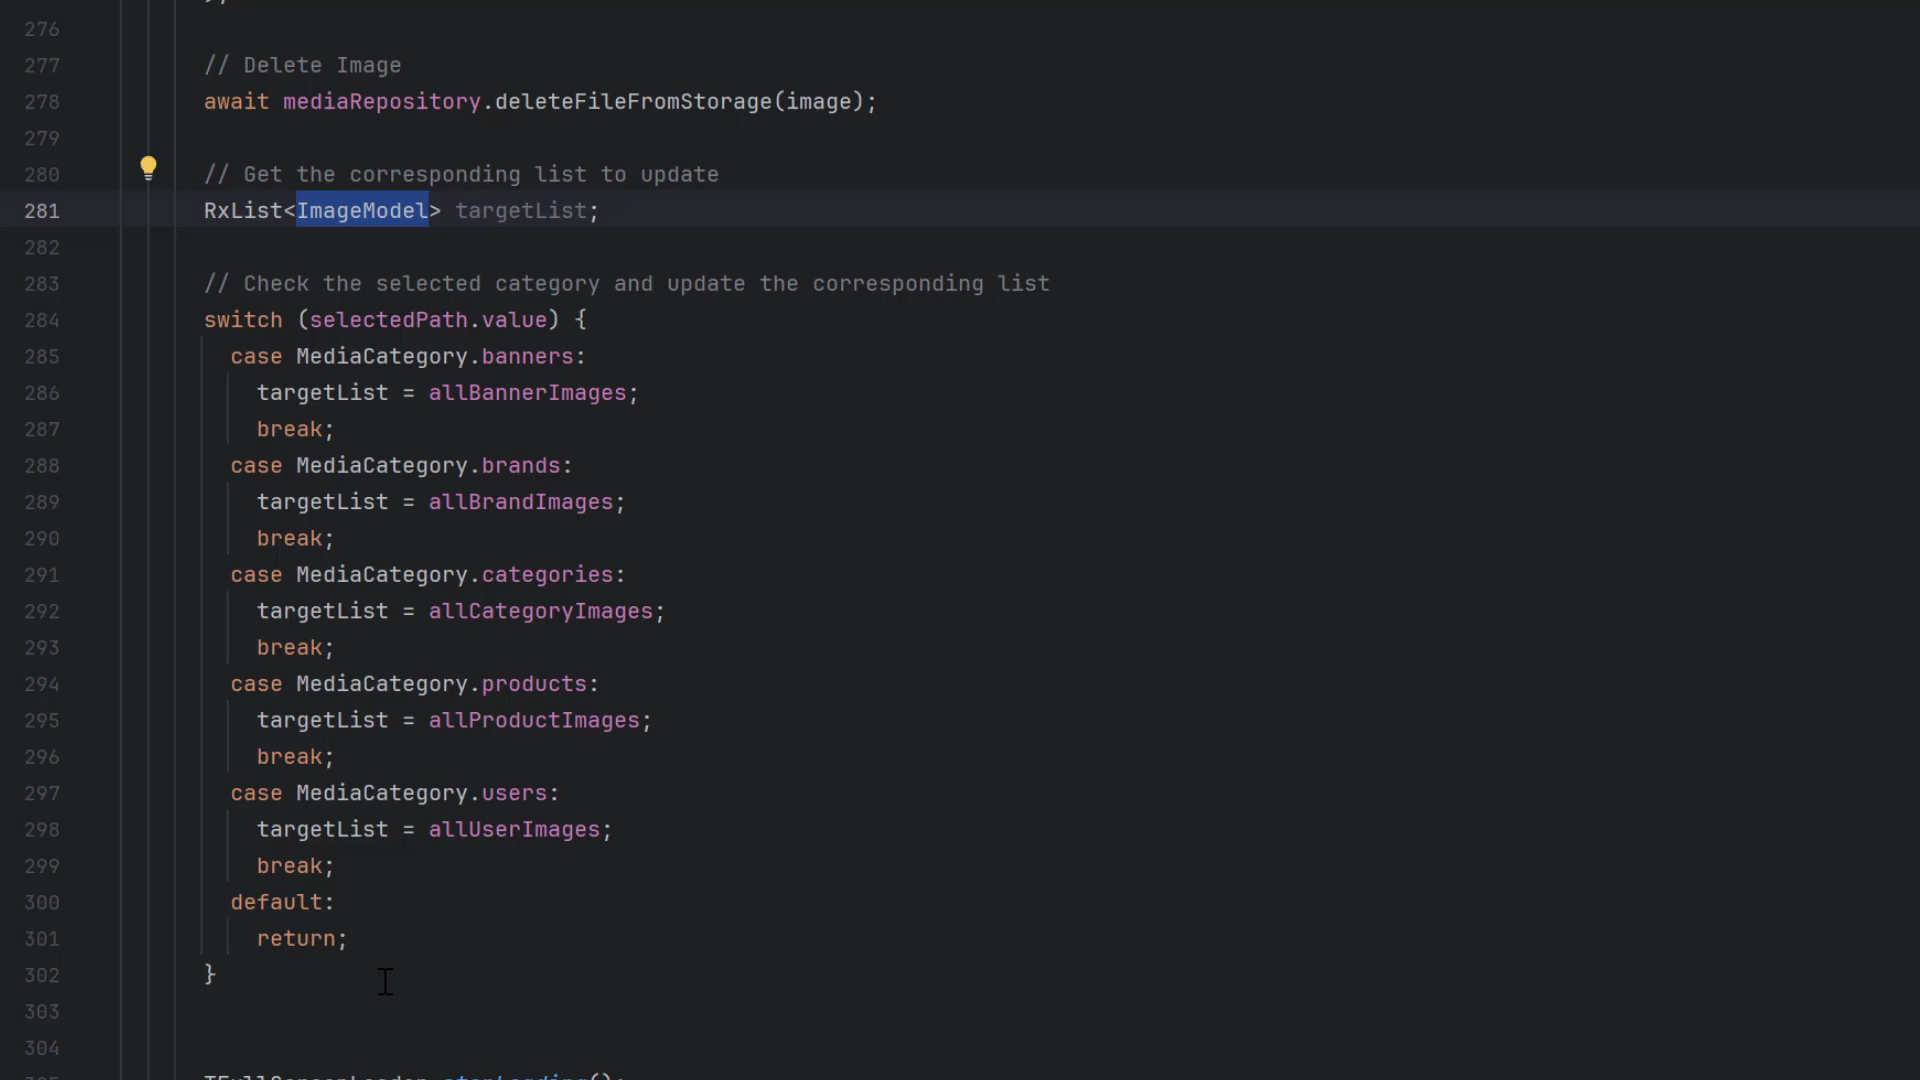 276
277 // Delete Image
278 await mediaRepository.deleteFileFromStorage(image);
279
280 // Get the corresponding list to update
281 RxList<ImageModel> targetList;
282
283 // Check the selected category and update the corresponding list
284 switch (selectedPath.value) {
285 case MediaCategory.banners:
286 targetList = allBannerImages;
287 break;
288 case MediaCategory.brands:
289 targetList = allBrandImages;
290 break;
291 case MediaCategory.categories:
292 targetList = allCategoryImages;
293 break;
294 case MediaCategory.products:
295 targetList = allProductImages;
296 break;
297 case MediaCategory.users:
298 targetList = allUserImages;
299 break;
300 default:
301 return;
302 }
303
304